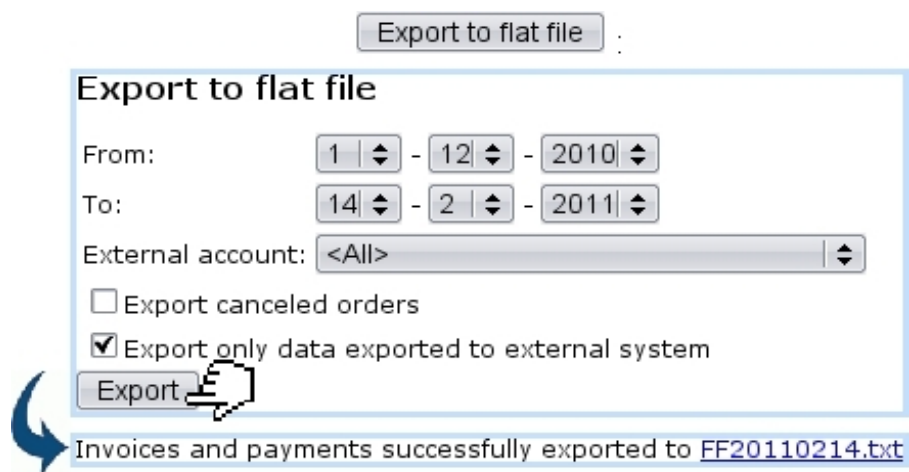 Export to flat file :
Export to flat file
From: 1 - 12 - 2010
To: 14 - 2 - 2011
External account: <All>
Export canceled orders
Export only data exported to external system
Export
Invoices and payments successfully exported to FF20110214.txt